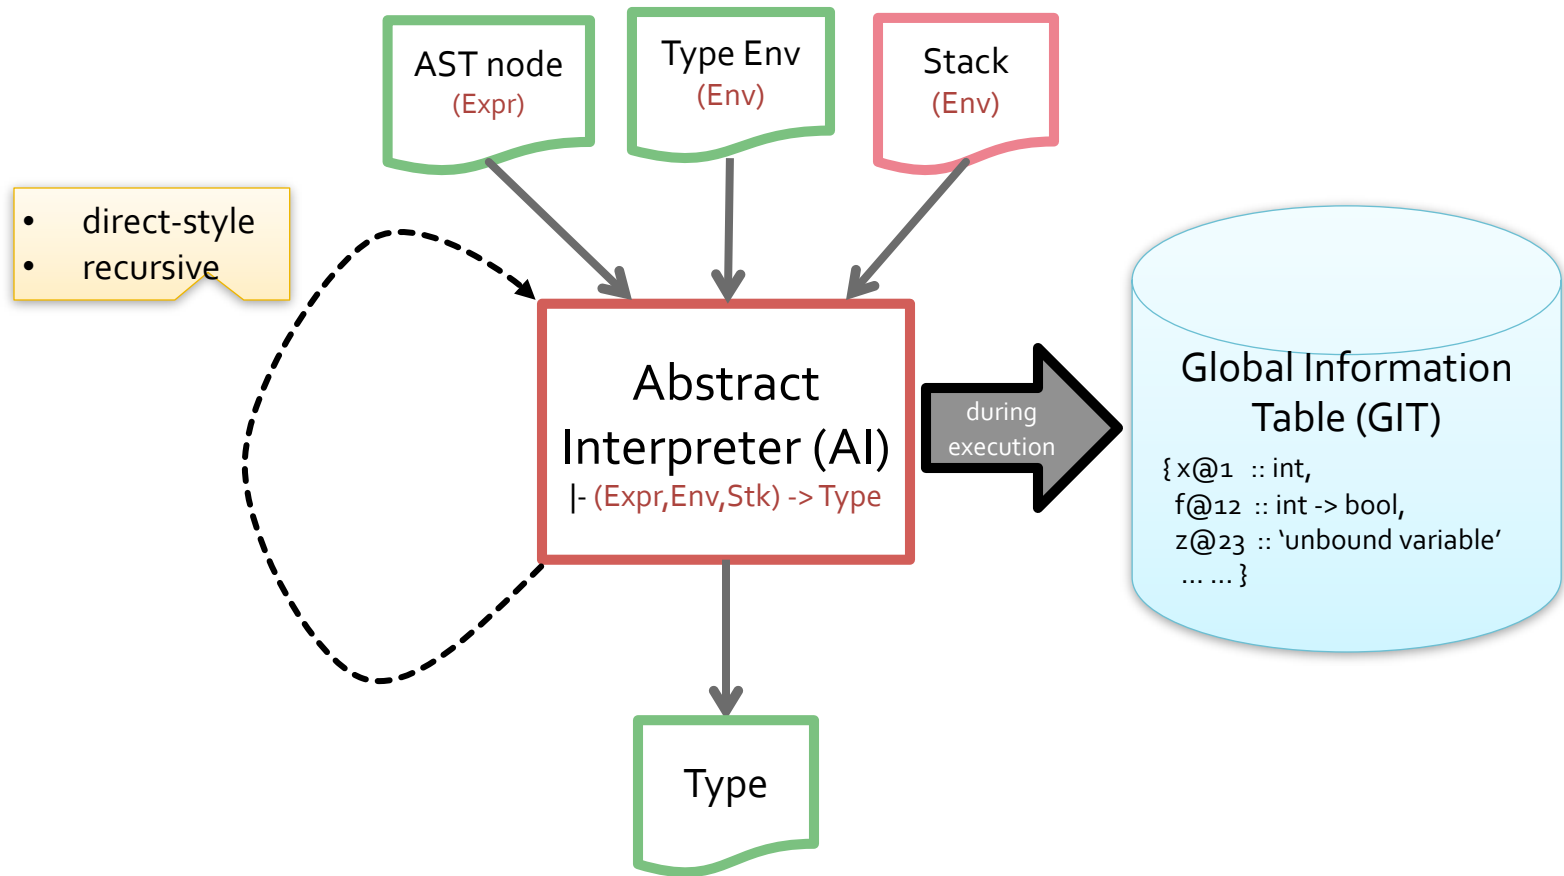 AST node
(Expr)
Type Env
(Env)
Stack
(Env)
• direct-style
• recursive
Abstract
Interpreter (AI)
|- (Expr,Env,Stk) -> Type
during
execution
Global Information
Table (GIT)
{ x@1 :: int,
f@12 :: int -> bool,
z@23 :: ‘unbound variable’
... ... }
Type